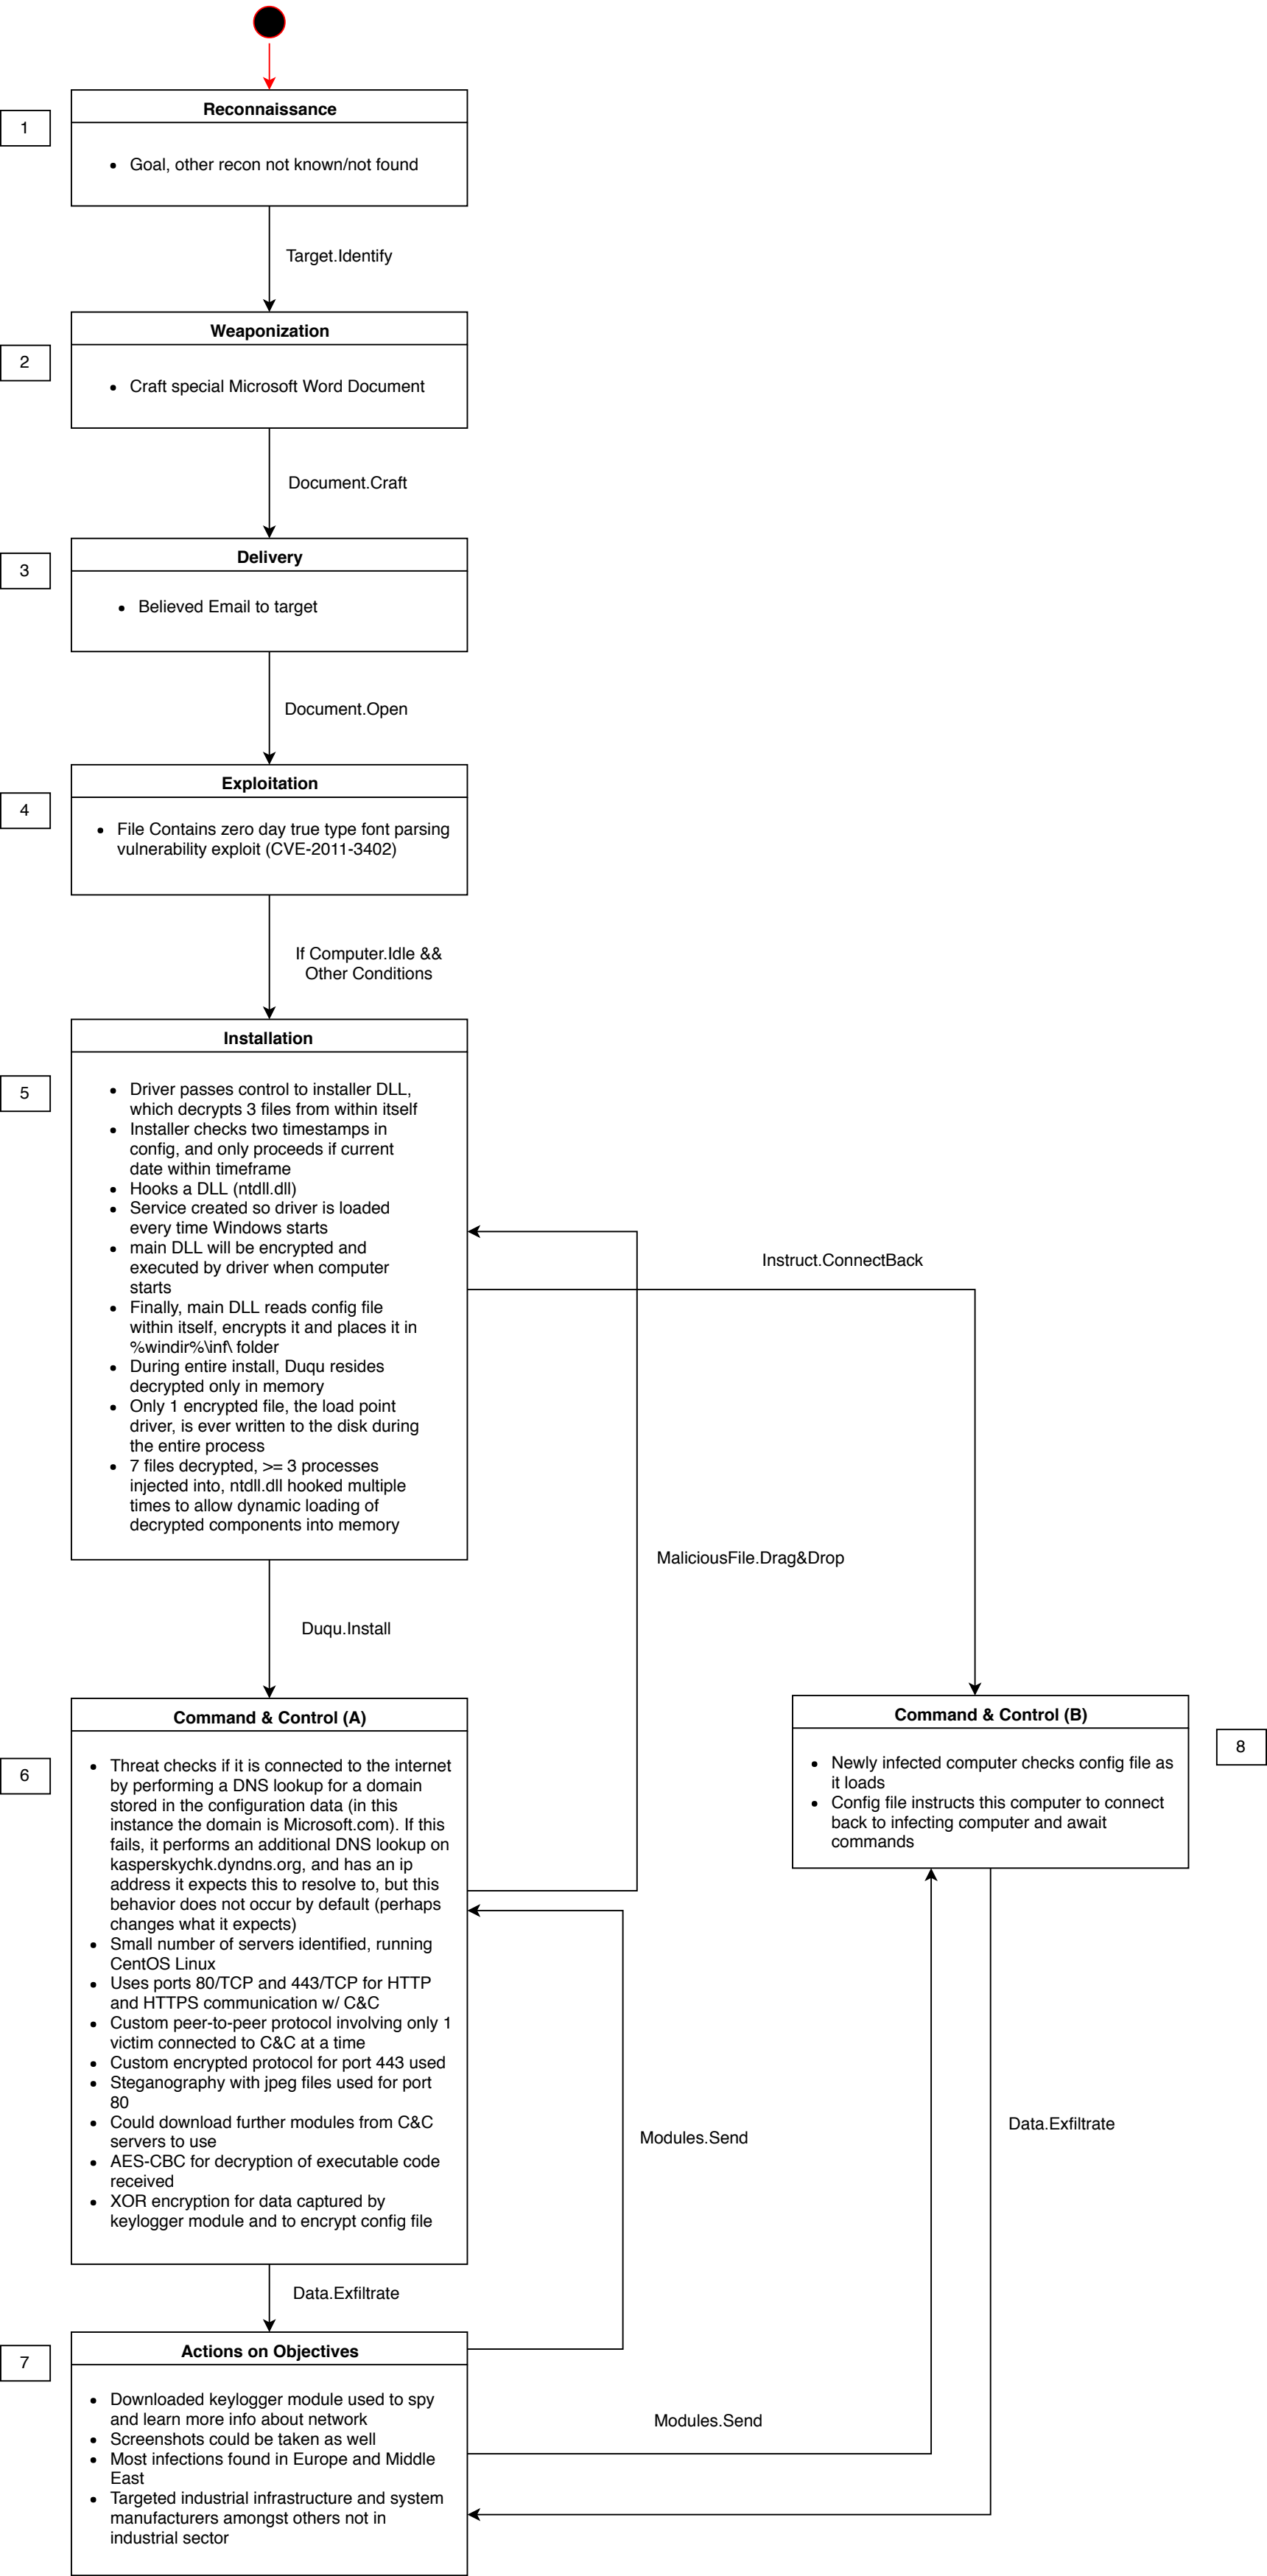 1
Reconnaissance
Goal, other recon not known/not found
Target.Identify
2
Weaponization
Craft special Microsoft Word Document
Document.Craft
3
Delivery
Believed Email to target
Document.Open
4
Exploitation
File Contains zero day true type font parsing
vulnerability exploit (CVE-2011-3402)
If Computer.Idle &&
Other Conditions
5
Installation
Driver passes control to installer DLL,
which decrypts 3 files from within itself
Installer checks two timestamps in
config, and only proceeds if current
date within timeframe
Hooks a DLL (ntdll.dll)
Service created so driver is loaded
every time Windows starts
main DLL will be encrypted and
executed by driver when computer
starts
Finally, main DLL reads config file
within itself, encrypts it and places it in
%windir%\inf\ folder
During entire install, Duqu resides
decrypted only in memory
Only 1 encrypted file, the load point
driver, is ever written to the disk during
the entire process
7 files decrypted, >= 3 processes
injected into, ntdll.dll hooked multiple
times to allow dynamic loading of
decrypted components into memory
Instruct.ConnectBack
MaliciousFile.Drag&Drop
Duqu.Install
6
Command & Control (A)
Threat checks if it is connected to the internet
by performing a DNS lookup for a domain
stored in the configuration data (in this
instance the domain is Microsoft.com). If this
fails, it performs an additional DNS lookup on
kasperskychk.dyndns.org, and has an ip
address it expects this to resolve to, but this
behavior does not occur by default (perhaps
changes what it expects)
Small number of servers identified, running
CentOS Linux
Uses ports 80/TCP and 443/TCP for HTTP
and HTTPS communication w/ C&C
Custom peer-to-peer protocol involving only 1
victim connected to C&C at a time
Custom encrypted protocol for port 443 used
Steganography with jpeg files used for port
80
Could download further modules from C&C
servers to use
AES-CBC for decryption of executable code
received
XOR encryption for data captured by
keylogger module and to encrypt config file
Command & Control (B)
8
Newly infected computer checks config file as
it loads
Config file instructs this computer to connect
back to infecting computer and await
commands
Modules.Send
Data.Exfiltrate
Data.Exfiltrate
7
Actions on Objectives
Downloaded keylogger module used to spy
and learn more info about network
Screenshots could be taken as well
Most infections found in Europe and Middle
East
Targeted industrial infrastructure and system
manufacturers amongst others not in
industrial sector
Modules.Send